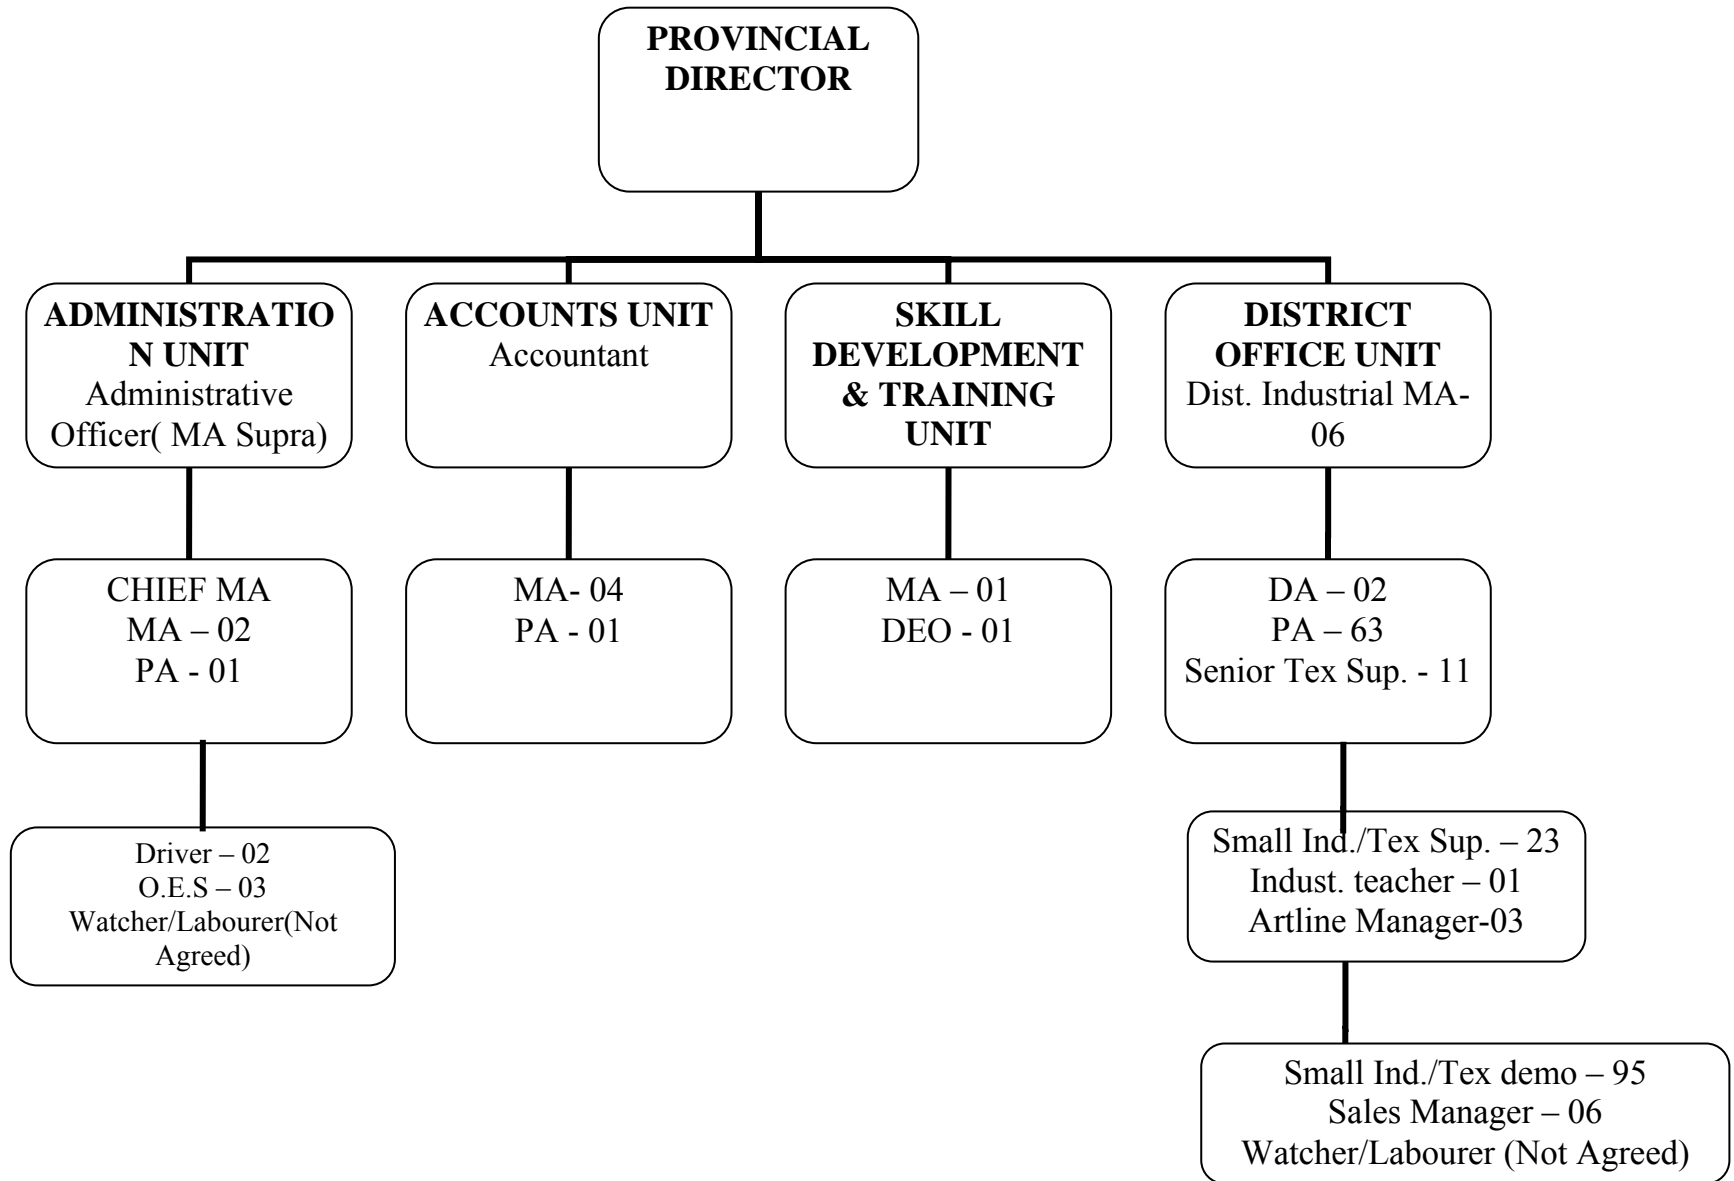 PROVINCIAL
DIRECTOR
ADMINISTRATIO
N UNIT
Administrative
Officer( MA Supra)
ACCOUNTS UNIT
Accountant
SKILL
DEVELOPMENT
& TRAINING
UNIT
DISTRICT
OFFICE UNIT
Dist. Industrial MA-
06
CHIEF MA
MA – 02
PA - 01
MA- 04
PA - 01
MA – 01
DEO - 01
DA – 02
PA – 63
Senior Tex Sup. - 11
Driver – 02
O.E.S – 03
Watcher/Labourer(Not
Agreed)
Small Ind./Tex Sup. – 23
Indust. teacher – 01
Artline Manager-03
Small Ind./Tex demo – 95
Sales Manager – 06
Watcher/Labourer (Not Agreed)